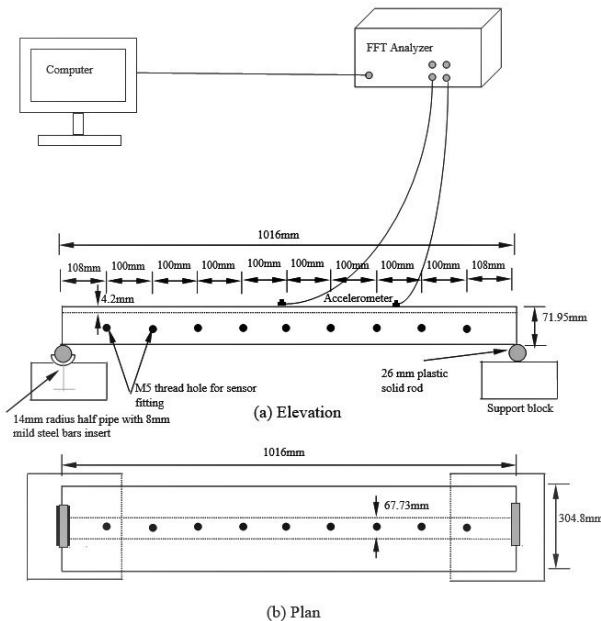 FFT Analyzer
Computer
1016mm
108mm 100mm 100mm 100mm 100mm 100mm 100mm 100mm 100mm 108mm
4.2mm
Accelerometer
71.95mm
M5 thread hole for sensor
fitting
26 mm plastic
solid rod
(a) Elevation
Support block
14mm radius half pipe with 8mm
mild steel bars insert
1016mm
67.73mm
304.8mm
(b) Plan